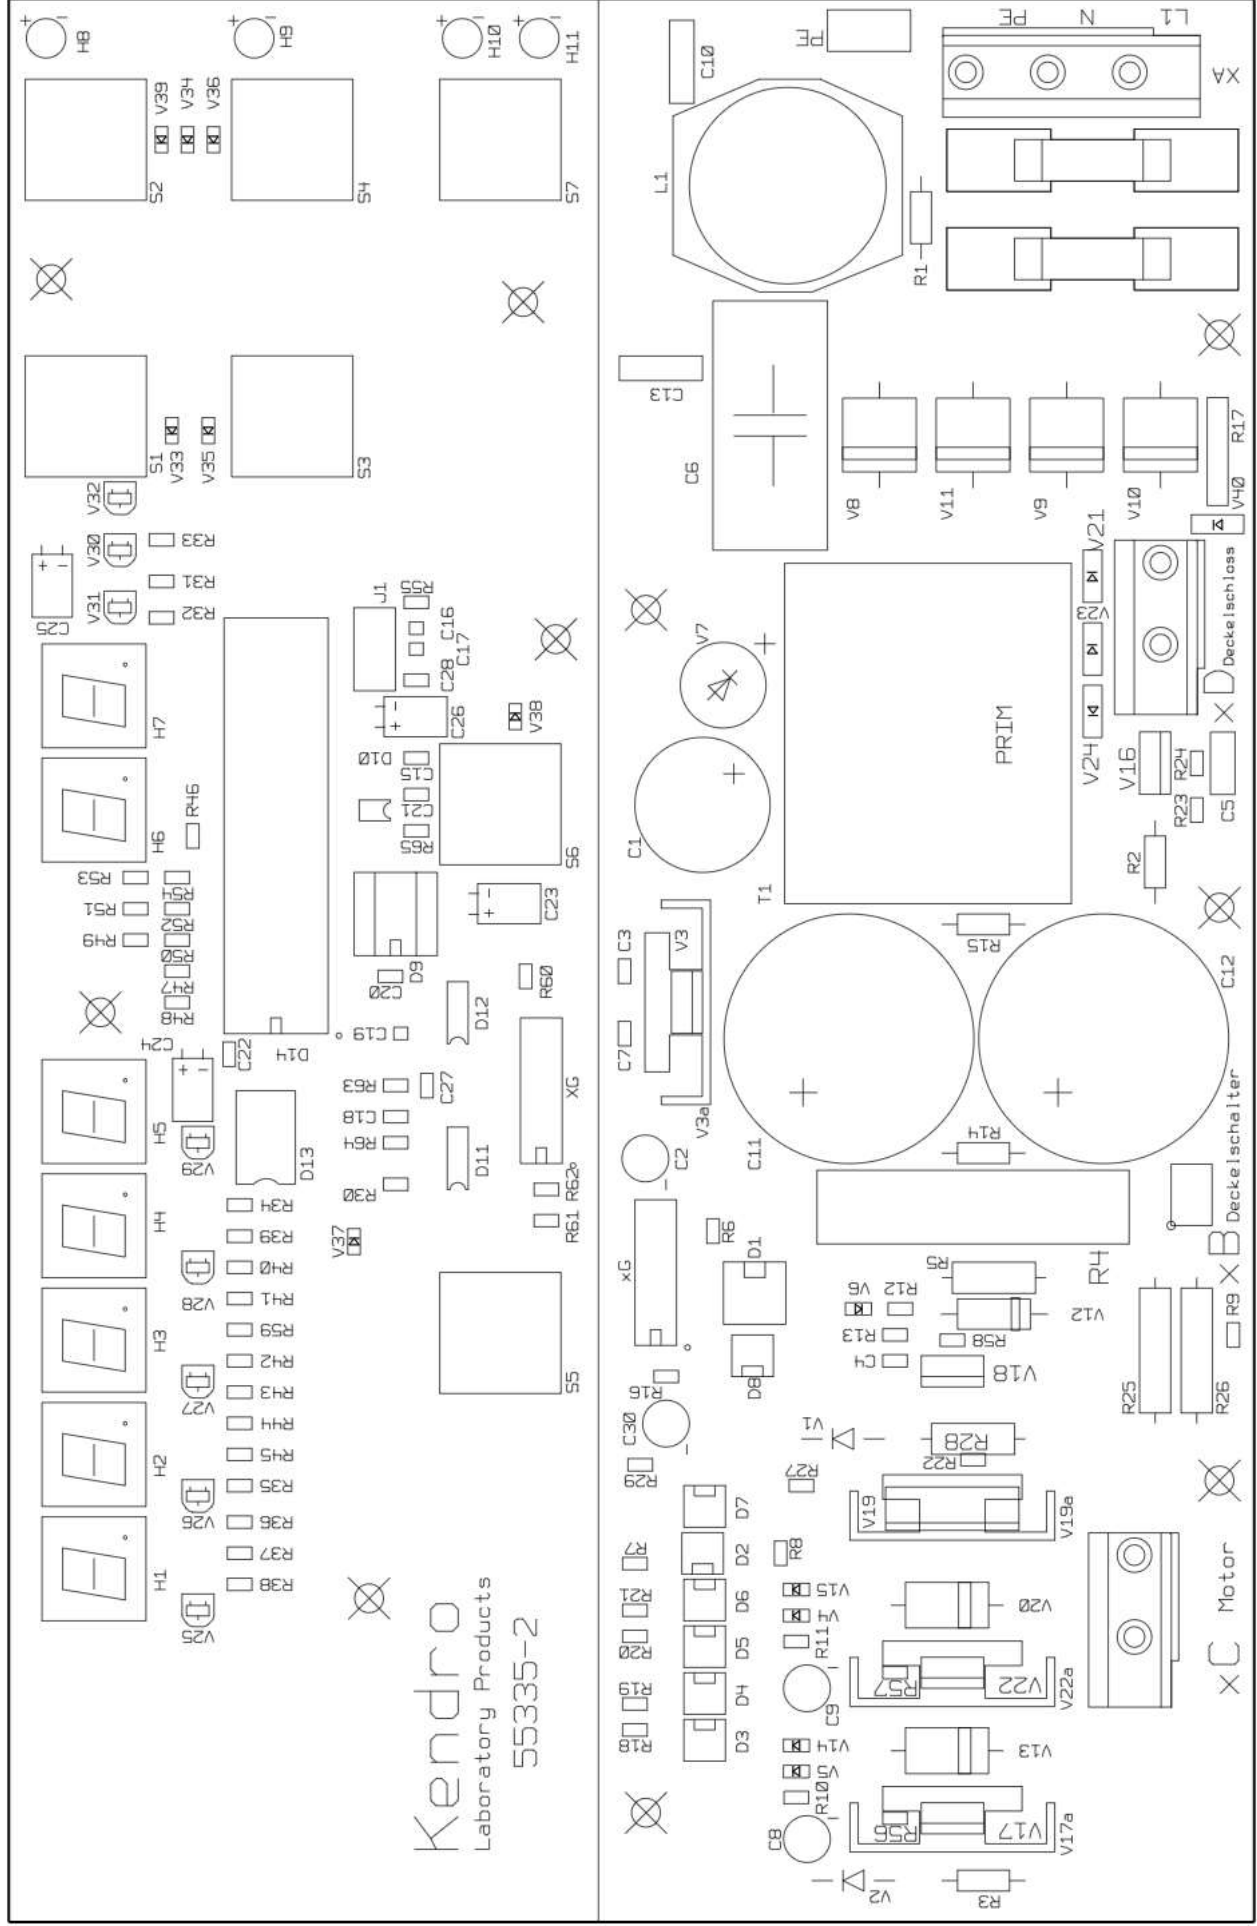 H8
H9
H10
H11
V39
V34
V36
S2
S4
S7
S1
V33
V35
S3
V32
V30
V31
R33
R31
R32
C25
J1
R55
C16
C17
C28
C26
V38
H7
H6
R46
D10
C15
C21
R65
S6
R53
R51
R49
R54
R52
R50
R47
R48
C23
D9
C20
R60
D12
C19
C24
C22
D14
R63
C27
C18
R64
XG
H5
V29
D13
D11
R30
R62
R61
V37
H4
V28
R34
R39
R40
R41
R59
R42
R43
R44
R45
R35
R36
R37
R38
H3
V27
H2
V26
H1
V25
S5
Kendro
Laboratory Products
55335-2
PE
N
L1
PE
XA
C10
L1
R1
C13
C6
V8
V11
V9
V10
R17
V40
V21
V23
V24
XD Deckelschloss
V7
PRIM
C1
T1
V16
R24
R23
C5
R2
C3
V3
C7
V3a
R15
C12
C2
C11
R14
xG
R6
D1
R4
XB Deckelschalter
R5
V6
R12
R13
R58
V12
C4
V18
R9
D8
R16
C30
R25
R26
V1
R28
R22
R29
R27
V19
V19a
D7
R7
D2
R8
R21
D6
V15
V4
V20
R20
D5
R11
XC Motor
R19
D4
C9
R57
V22
V22a
R18
D3
V14
V5
V13
R10
C8
R56
V17
V17a
V2
R3